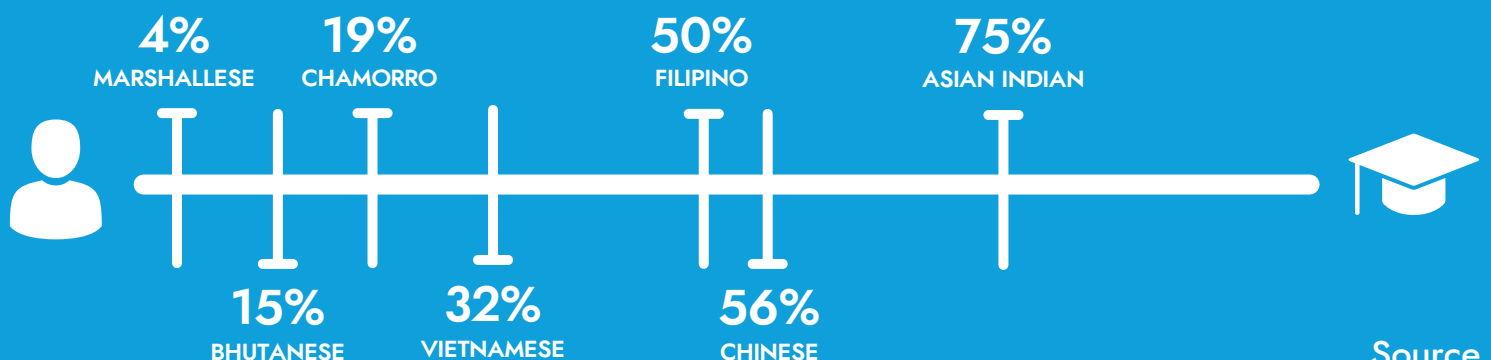 4%
MARSHALLESE
19%
CHAMORRO
50%
FILIPINO
75%
ASIAN INDIAN
15%
BHUTANESE
32%
VIETNAMESE
56%
CHINESE
Source